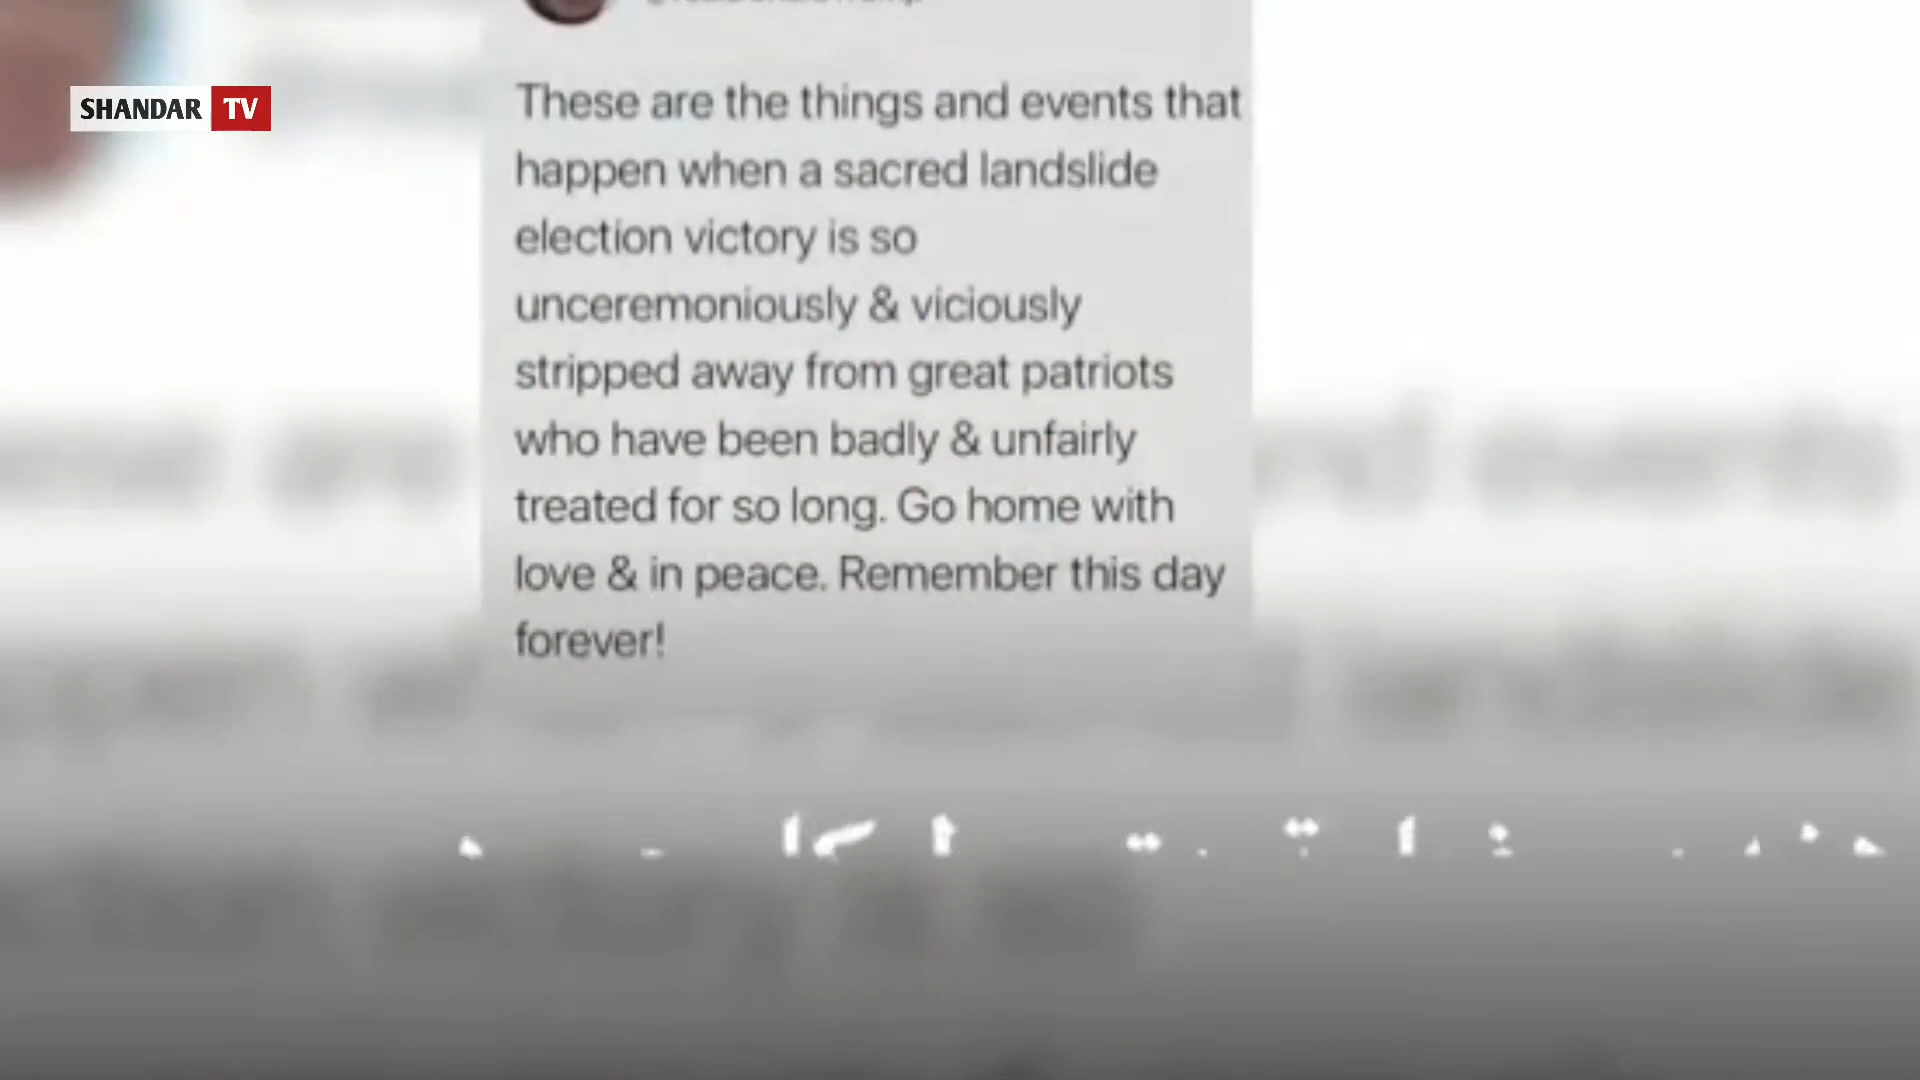 SHANDAR TV
These are the things and events that
happen when a sacred landslide
election victory is so
unceremoniously & viciously
stripped away from great patriots
who have been badly & unfairly
treated for so long. Go home with
love & in peace. Remember this day
forever!